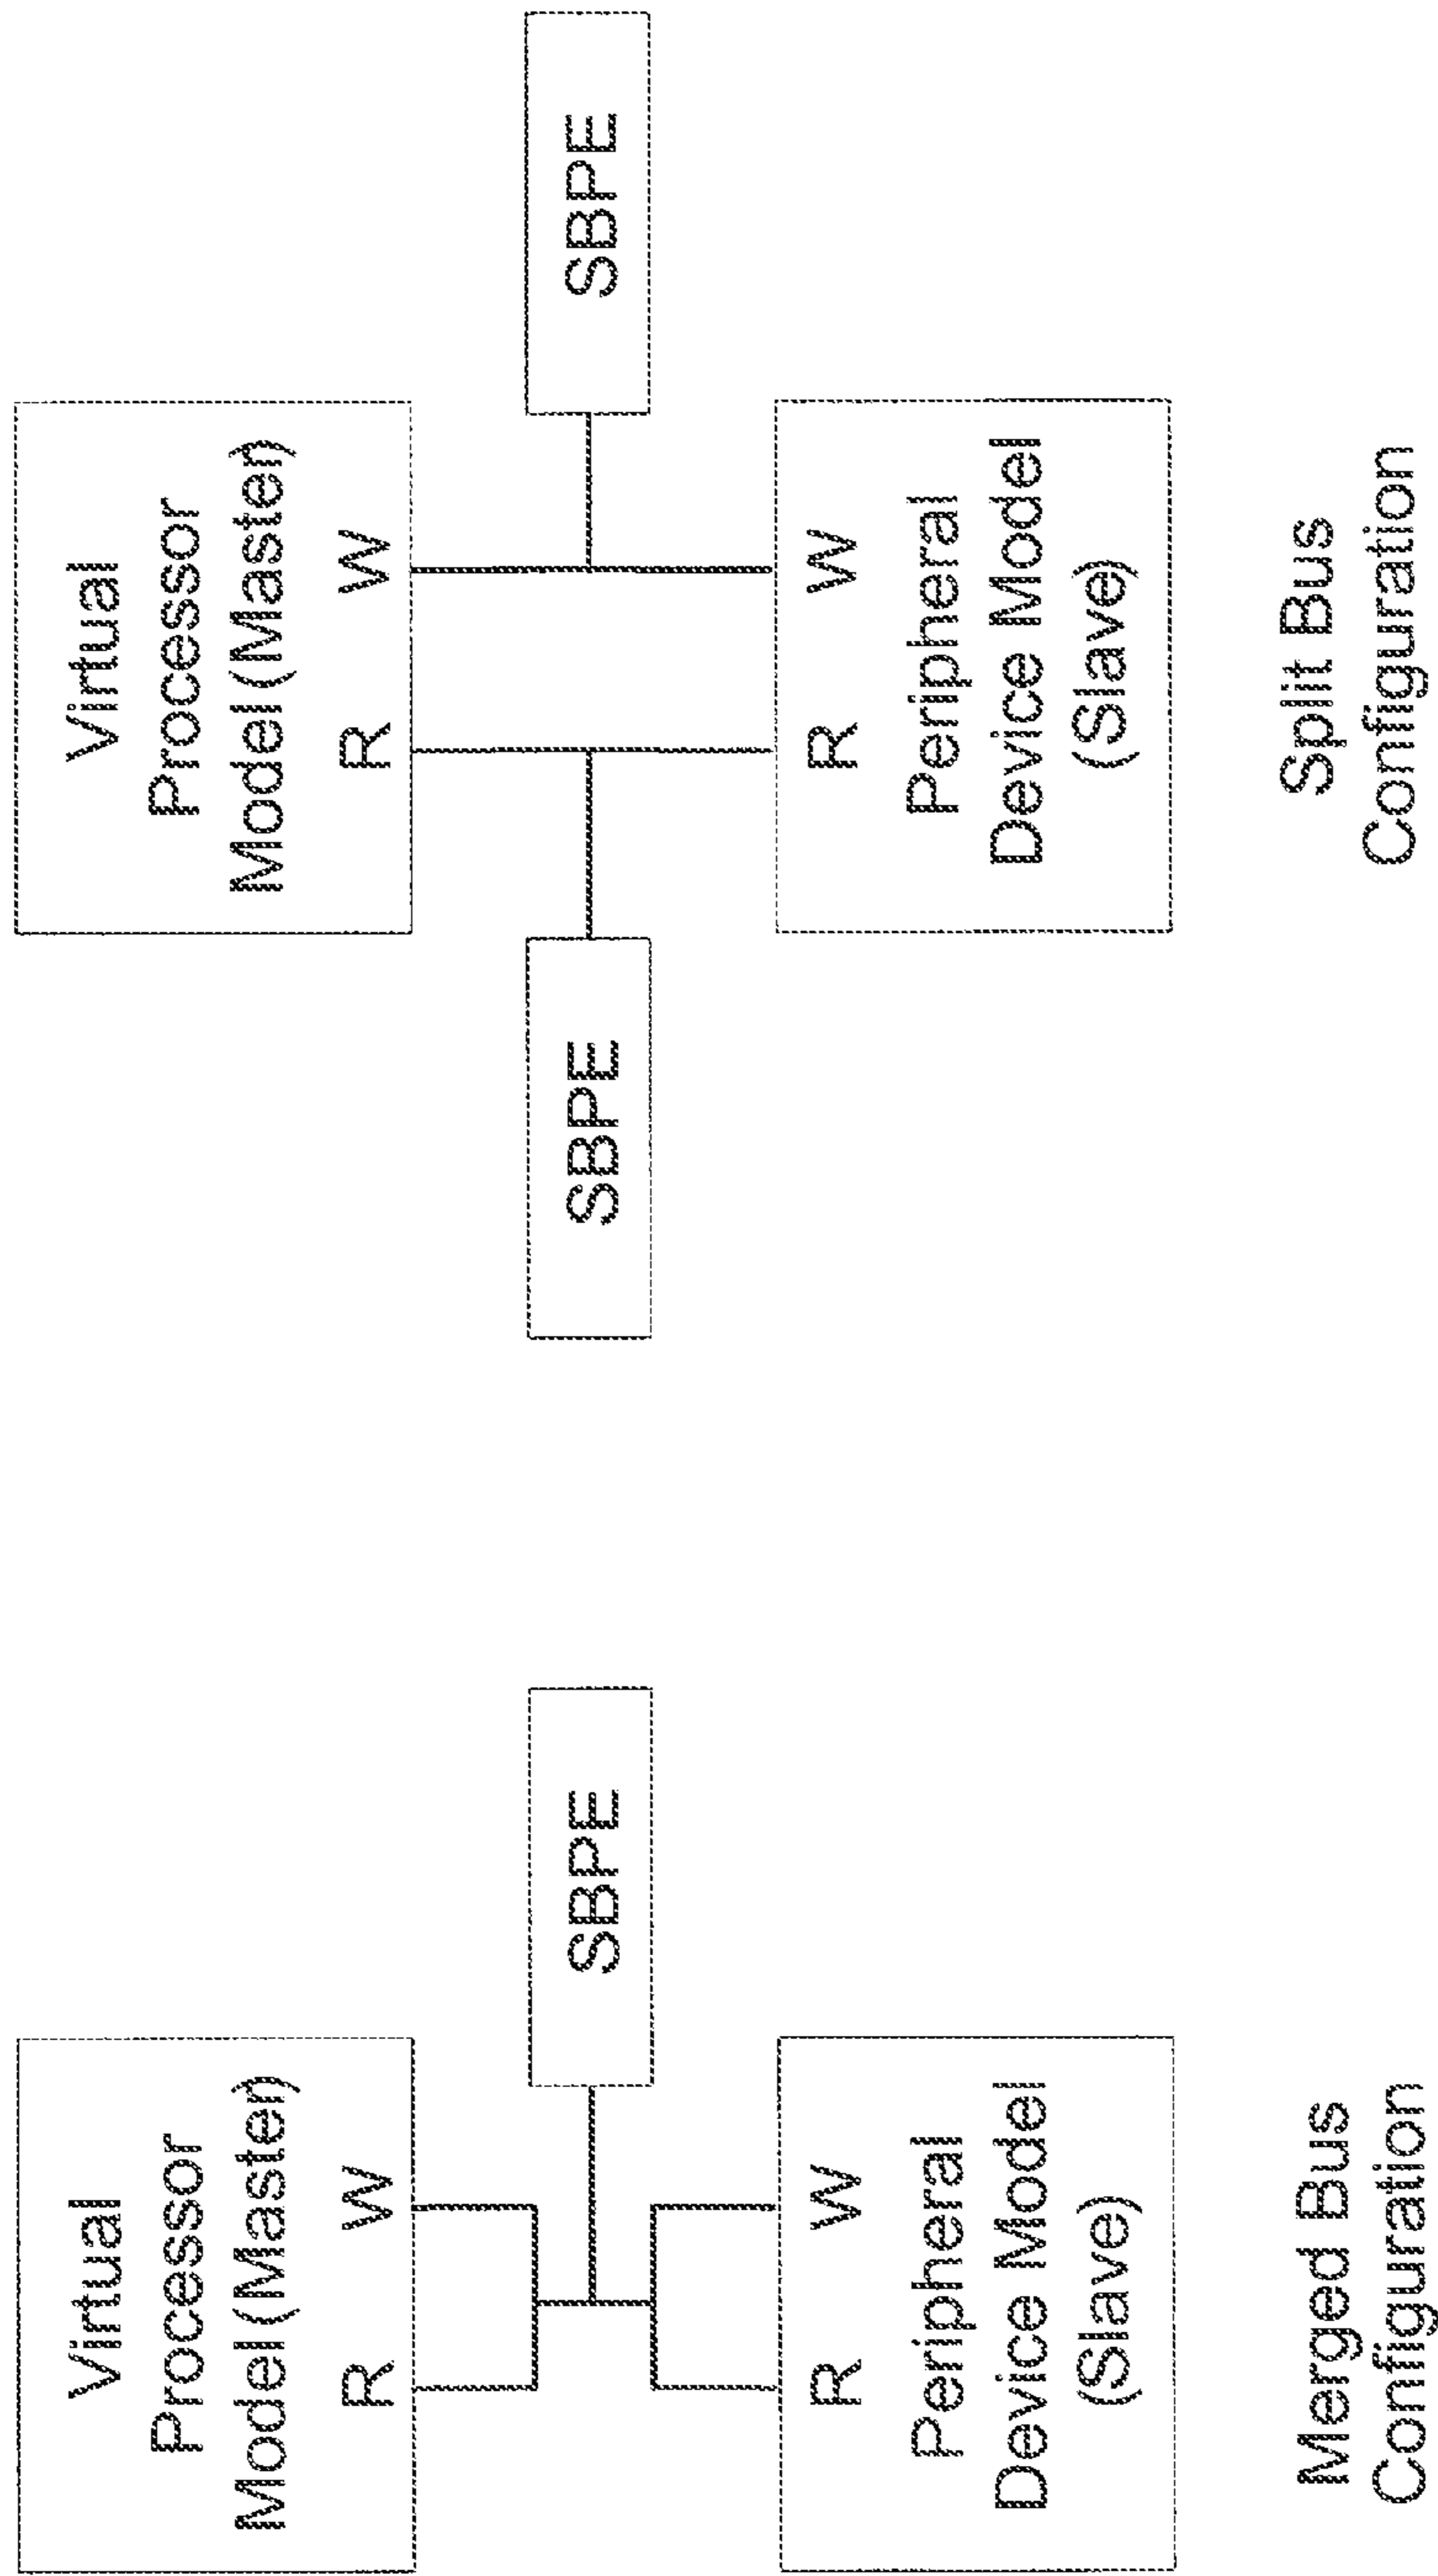 Virtual
Processor
Model (Master)
R W
SBPE
R W
Peripheral
Device Model
(Slave)
Merged Bus
Configuration
Virtual
Processor
Model (Master)
R W
SBPE
SBPE
R W
Peripheral
Device Model
(Slave)
Split Bus
Configuration